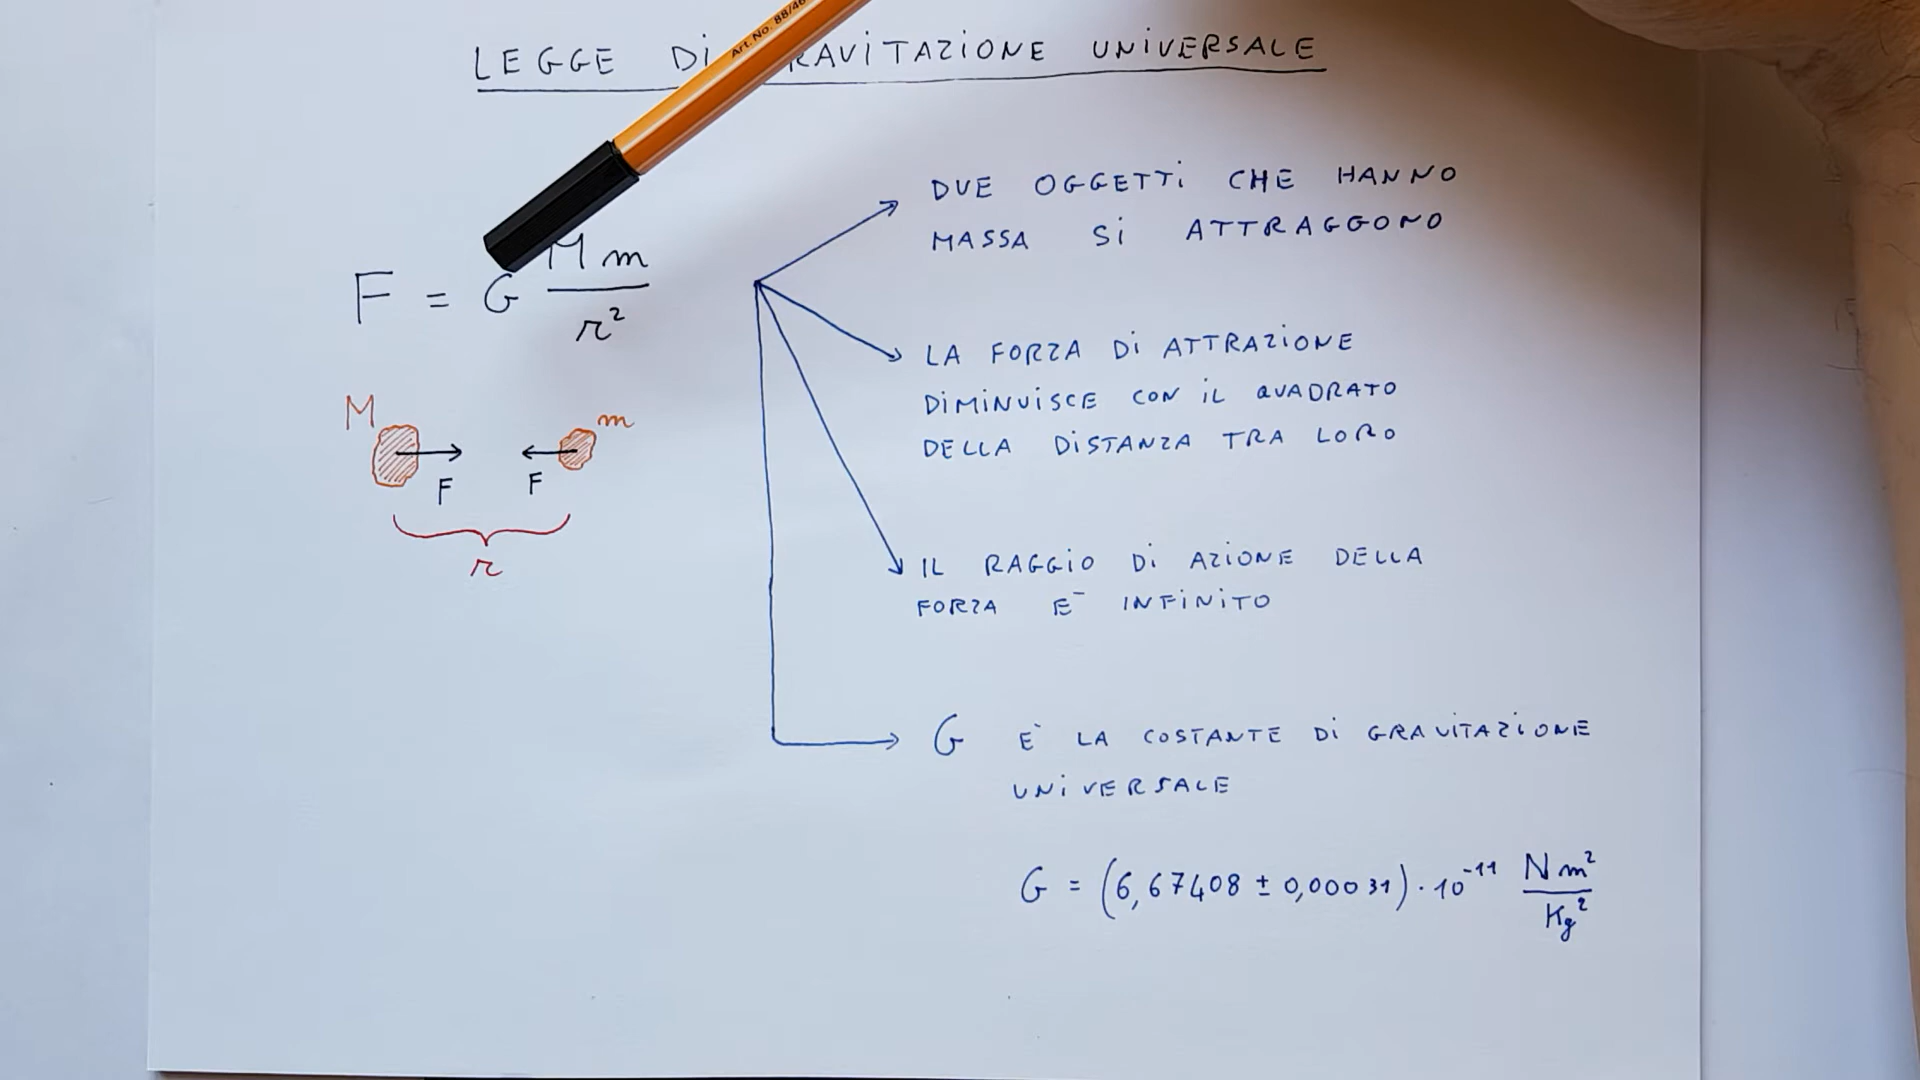 LEGGE Di RAVITAZIONE UNIVERSALE
Art.No. 88/46
DUE OGGETTI CHE HANNO
MASSA Si ATTRAGGONO
F = G M m / r²
LA FORZA Di ATTRAZIONE
DIMINUISCE CON iL QUADRATO
DELLA DISTANZA TRA LORO
M
m
F
F
r
IL RAGGIO Di AZIONE DELLA
FORZA E¯ INFINITO
G E` LA COSTANTE Di GRAVITAZIONE
UNIVERSALE
G = (6,67408 ± 0,00031) · 10⁻¹¹ N m² / Kg²